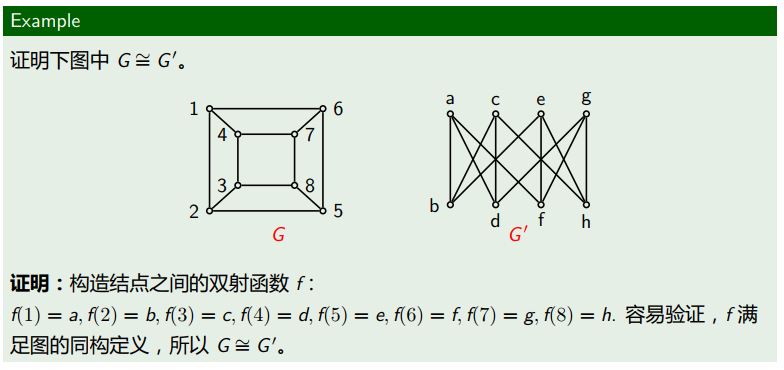 Example
证明下图中 G ≅ G′。
1 6 a c e g
4 7
3 8
2 5 b d f h
G G′
证明：构造结点之间的双射函数 f：
f(1) = a, f(2) = b, f(3) = c, f(4) = d, f(5) = e, f(6) = f, f(7) = g, f(8) = h. 容易验证，f 满
足图的同构定义，所以 G ≅ G′。